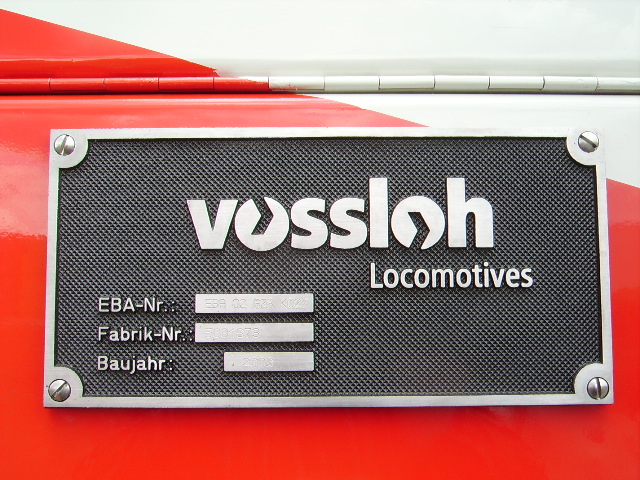 vossloh
Locomotives
EBA-Nr.:
Fabrik-Nr.:
Baujahr: